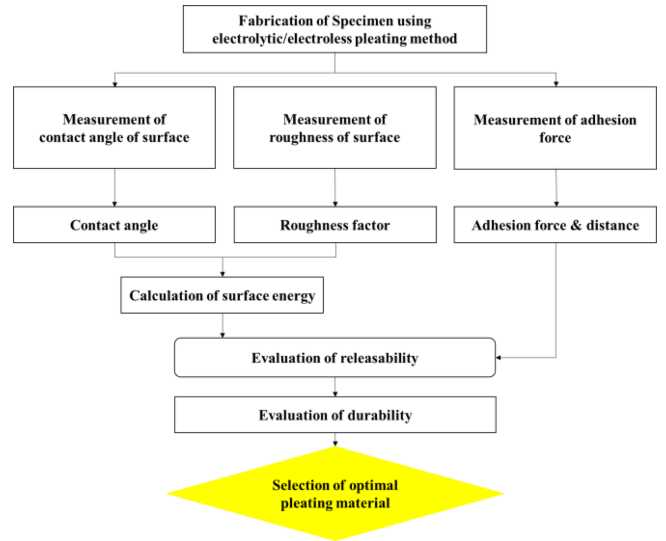 Fabrication of Specimen using
electrolytic/electroless pleating method
Measurement of
contact angle of surface
Measurement of
roughness of surface
Measurement of adhesion
force
Contact angle
Roughness factor
Adhesion force & distance
Calculation of surface energy
Evaluation of releasability
Evaluation of durability
Selection of optimal
pleating material